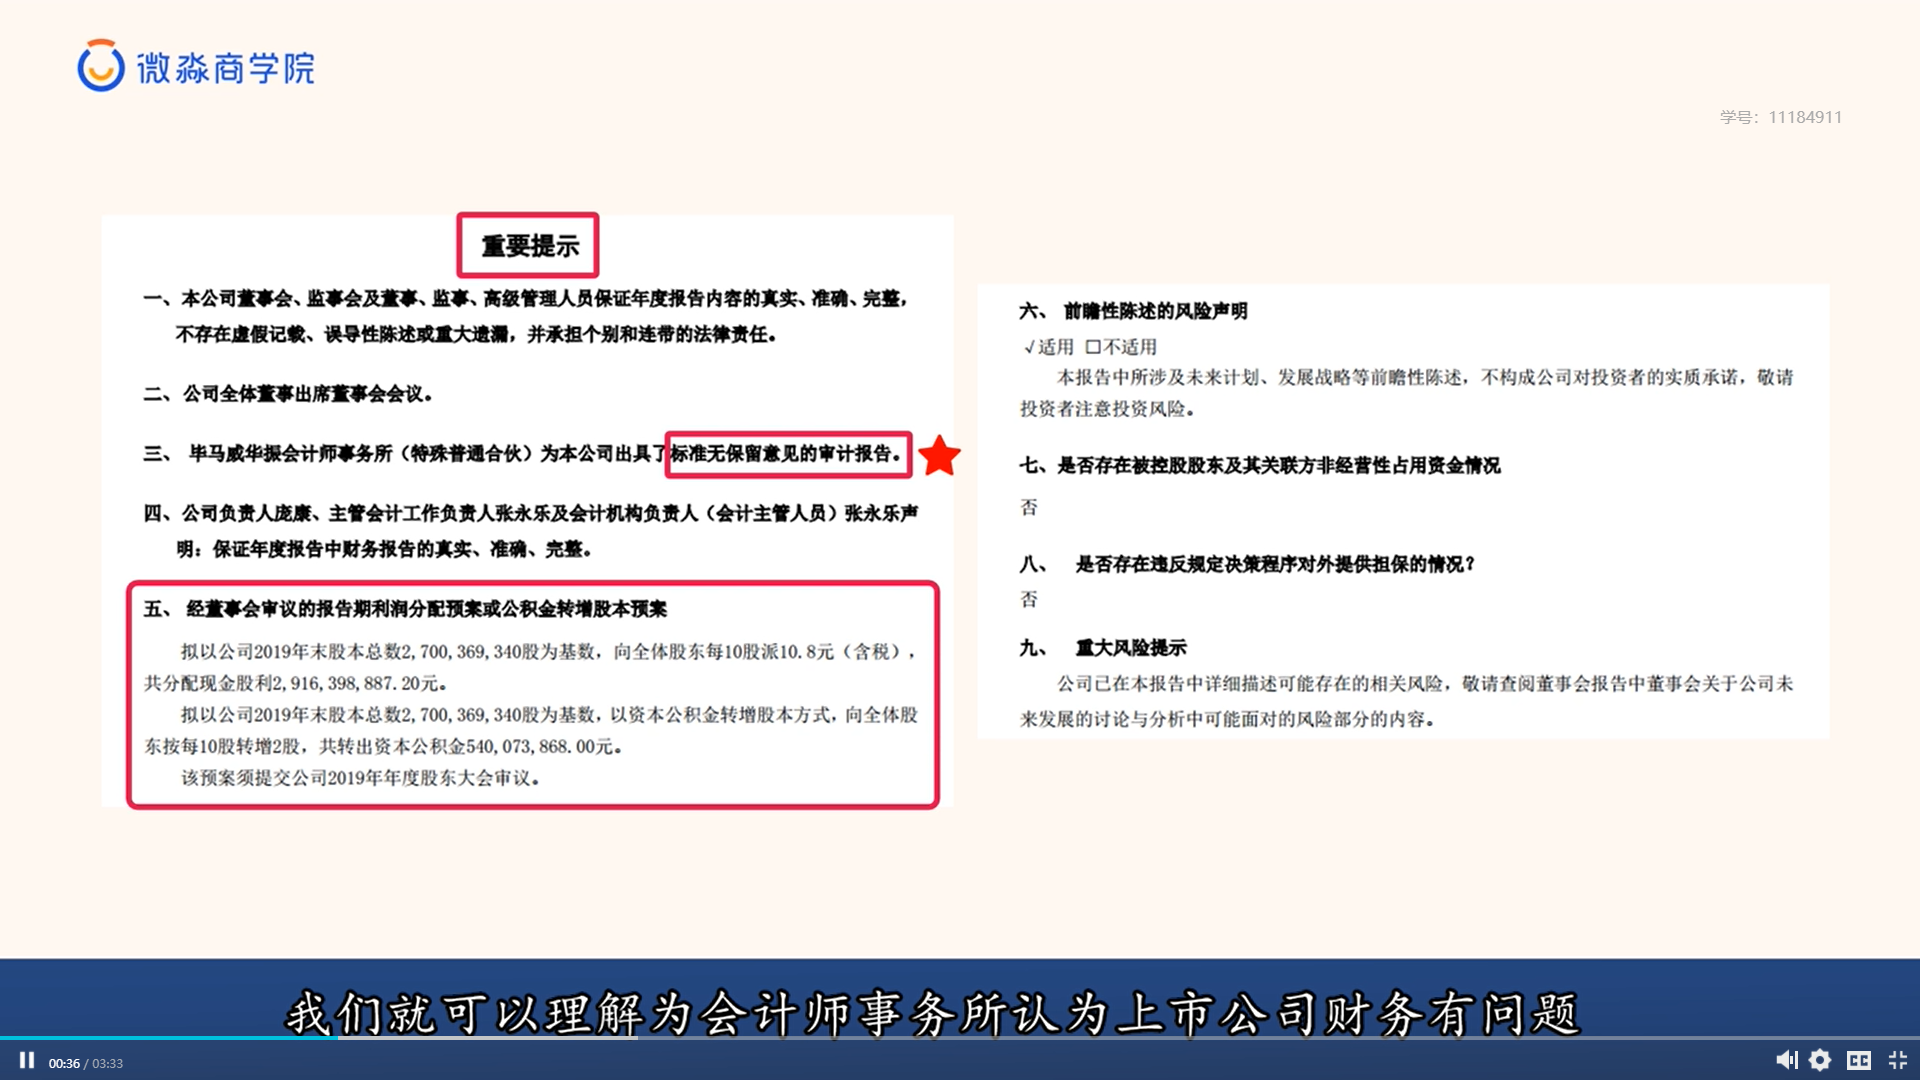 微淼商学院
学号：11184911
重要提示
一、本公司董事会、监事会及董事、监事、高级管理人员保证年度报告内容的真实、准确、完整，
不存在虚假记载、误导性陈述或重大遗漏，并承担个别和连带的法律责任。
二、公司全体董事出席董事会会议。
三、 毕马威华振会计师事务所（特殊普通合伙）为本公司出具了标准无保留意见的审计报告。
四、公司负责人庞康、主管会计工作负责人张永乐及会计机构负责人（会计主管人员）张永乐声
明：保证年度报告中财务报告的真实、准确、完整。
五、 经董事会审议的报告期利润分配预案或公积金转增股本预案
拟以公司2019年末股本总数2,700,369,340股为基数，向全体股东每10股派10.8元（含税），
共分配现金股利2,916,398,887.20元。
拟以公司2019年末股本总数2,700,369,340股为基数，以资本公积金转增股本方式，向全体股
东按每10股转增2股，共转出资本公积金540,073,868.00元。
该预案须提交公司2019年年度股东大会审议。
六、 前瞻性陈述的风险声明
√适用 □不适用
本报告中所涉及未来计划、发展战略等前瞻性陈述，不构成公司对投资者的实质承诺，敬请
投资者注意投资风险。
七、是否存在被控股股东及其关联方非经营性占用资金情况
否
八、 是否存在违反规定决策程序对外提供担保的情况？
否
九、 重大风险提示
公司已在本报告中详细描述可能存在的相关风险，敬请查阅董事会报告中董事会关于公司未
来发展的讨论与分析中可能面对的风险部分的内容。
我们就可以理解为会计师事务所认为上市公司财务有问题
00:36 / 03:33
CC